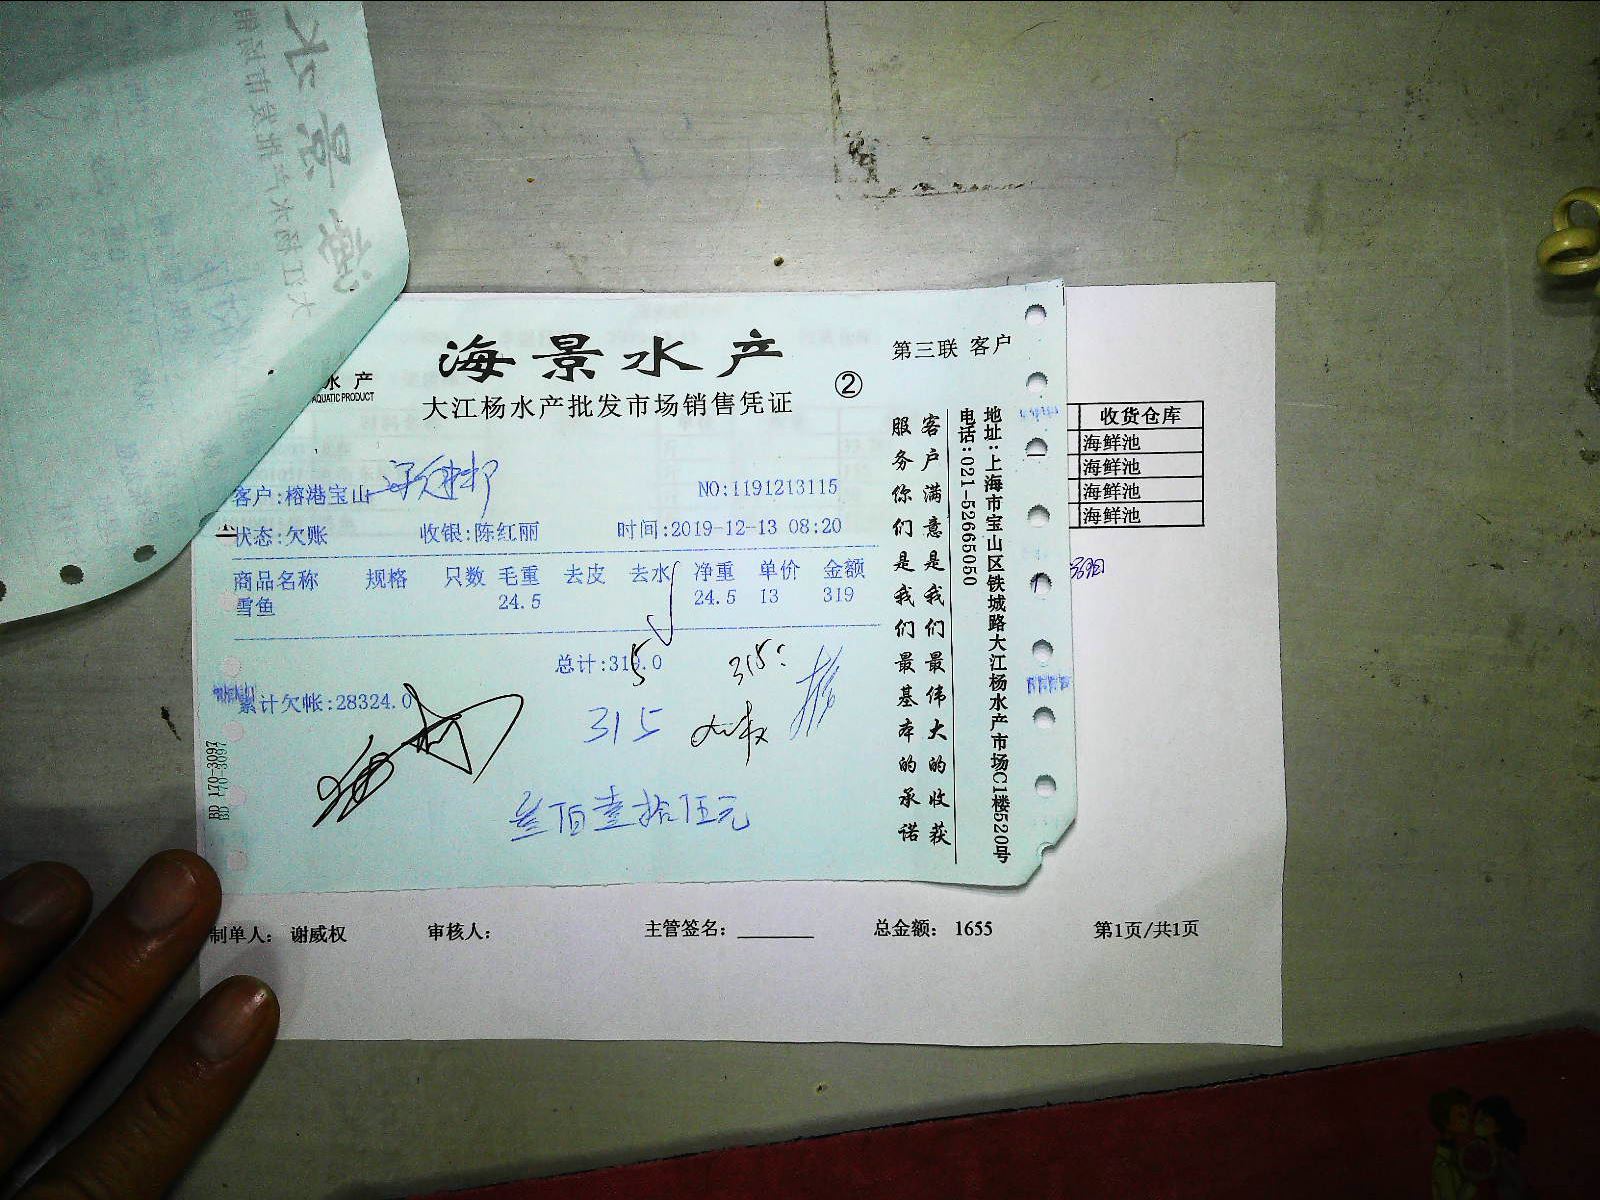 海景水产
水产
AQUATIC PRODUCT
大江杨水产批发市场销售凭证
②
第三联 客户
客户:榕港宝山
NO:1191213115
状态:欠账 收银:陈红丽 时间:2019-12-13 08:20
商品名称 规格 只数 毛重 去皮 去水 净重 单价 金额
雪鱼 24.5 24.5 13 319
总计:319.0
5
315
累计欠帐:28324.0
315
叁佰壹拾伍元
客户满意是我们最伟大的收获
服务你们是我们最基本的承诺
地址:上海市宝山区铁城路大江杨水产市场C1楼520号
电话:021-52665050
BD 170-3097
收货仓库
海鲜池
海鲜池
海鲜池
海鲜池
制单人: 谢威权 审核人: 主管签名: 总金额: 1655 第1页/共1页